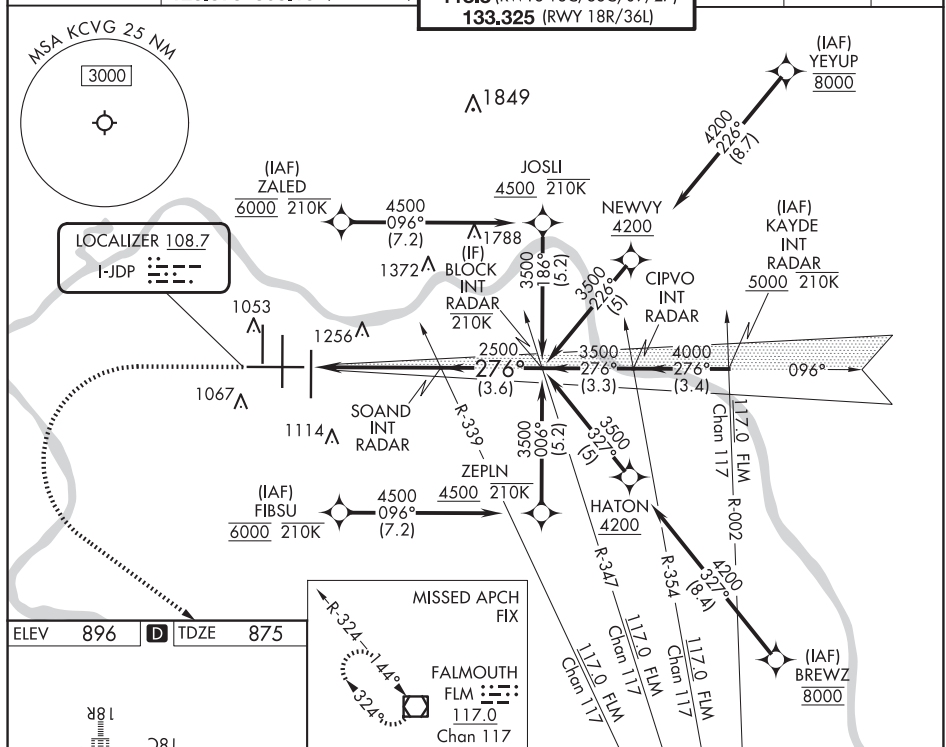 133.325 (RWY 18R/36L)
MSA KCVG 25 NM
3000
1849
(IAF)
YEYUP
8000
4200
226°
(8.7)
(IAF)
ZALED
6000 210K
4500
096°
(7.2)
JOSLI
4500 210K
NEWVY
4200
(IAF)
KAYDE
INT
RADAR
5000 210K
LOCALIZER 108.7
I-JDP
1788
1372
(IF)
BLOCK
INT
RADAR
210K
3500
186°
(5.2)
3500
226°
(5)
CIPVO
INT
RADAR
1053
1256
1067
1114
2500
276°
(3.6)
3500
276°
(3.3)
4000
276°
(3.4)
096°
SOAND
INT
RADAR
R-339
3500
006°
(5.2)
3500
327°
(5)
117.0 FLM
Chan 117
R-002
ZEPLN
4500 210K
(IAF)
FIBSU
6000 210K
4500
096°
(7.2)
HATON
4200
R-347
R-354
4200
327°
(8.4)
(IAF)
BREWZ
8000
117.0 FLM
Chan 117
117.0 FLM
Chan 117
117.0 FLM
Chan 117
MISSED APCH
FIX
R-324
144°
324°
FALMOUTH
FLM
117.0
Chan 117
ELEV 896 D TDZE 875
18R
18C